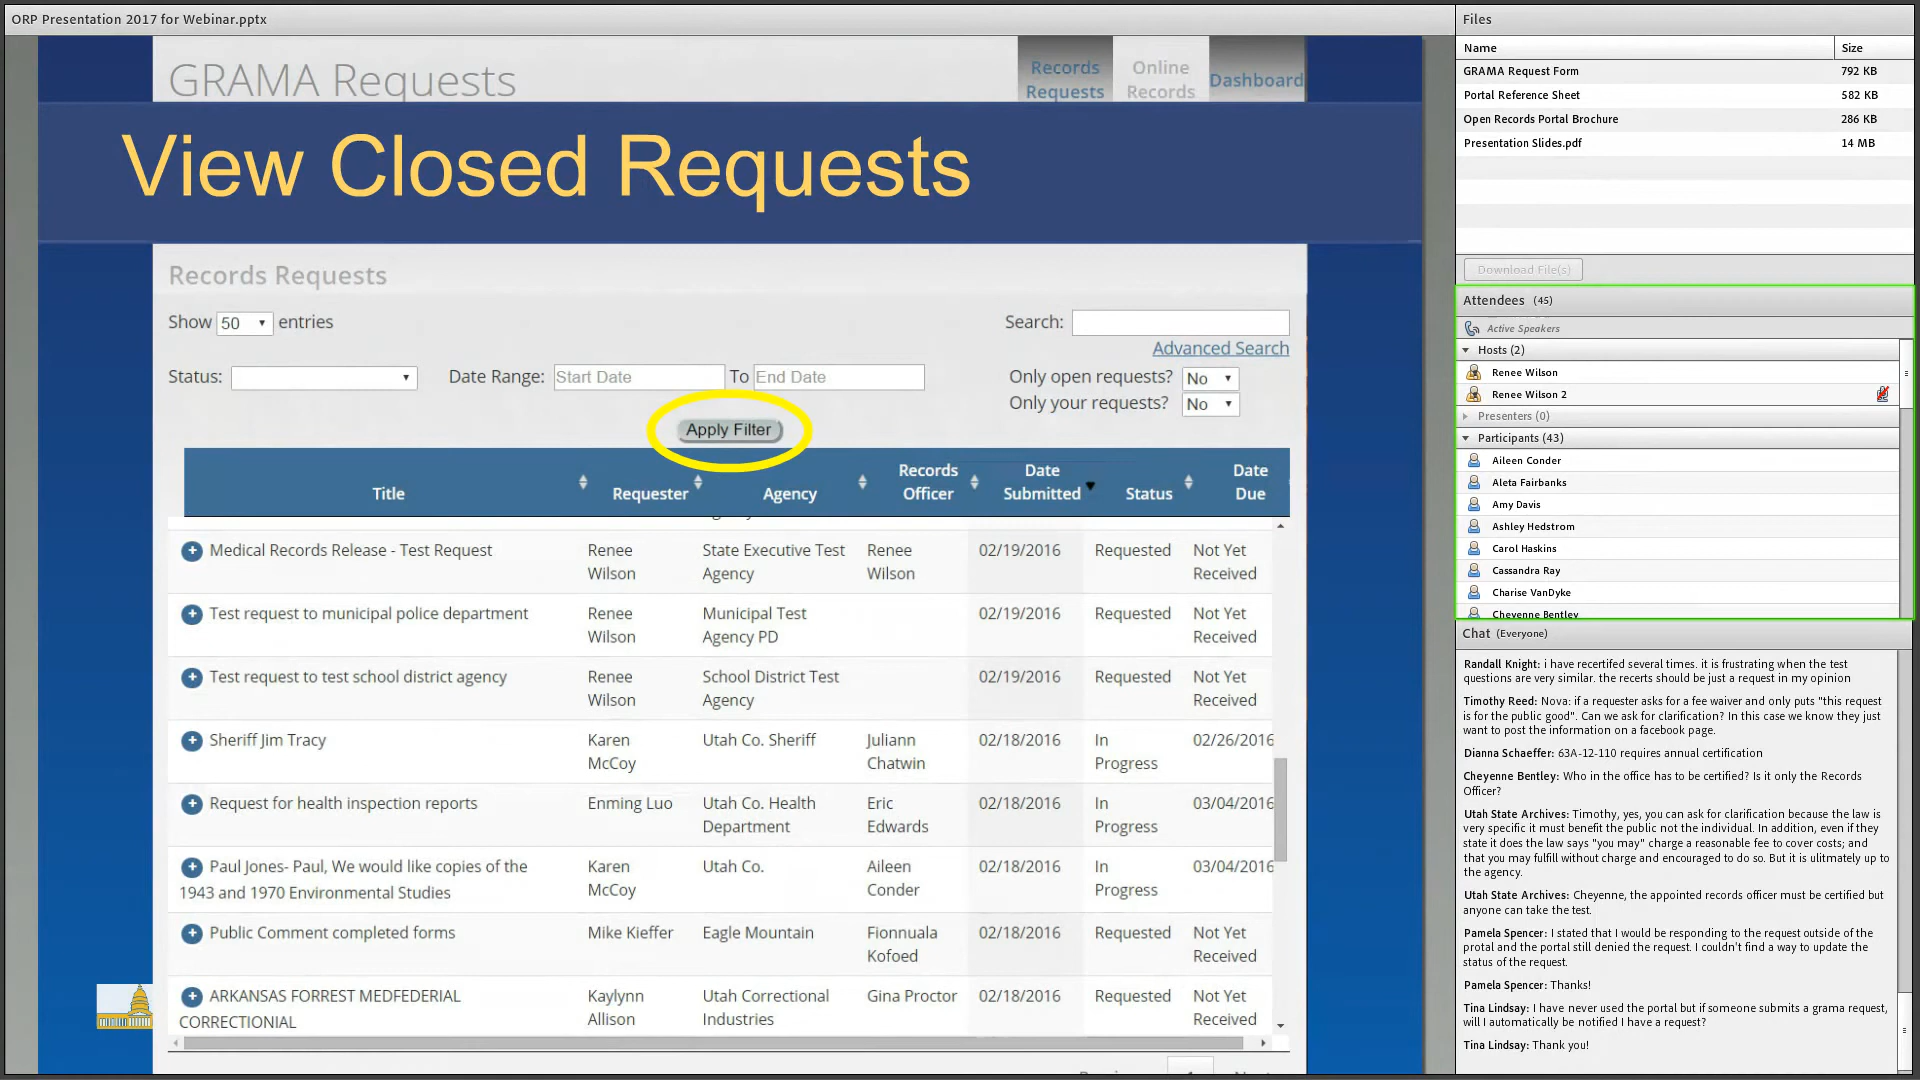 ORP Presentation 2017 for Webinar.pptx
GRAMA Requests
Records Requests
Online Records
Dashboard
View Closed Requests
Records Requests
Show 50 entries
Search:
Advanced Search
Status:
Date Range: Start Date To End Date
Only open requests? No
Only your requests? No
Apply Filter
Title Requester Agency Records Officer Date Submitted Status Date Due
Medical Records Release - Test Request Renee Wilson State Executive Test Agency Renee Wilson 02/19/2016 Requested Not Yet Received
Test request to municipal police department Renee Wilson Municipal Test Agency PD 02/19/2016 Requested Not Yet Received
Test request to test school district agency Renee Wilson School District Test Agency 02/19/2016 Requested Not Yet Received
Sheriff Jim Tracy Karen McCoy Utah Co. Sheriff Juliann Chatwin 02/18/2016 In Progress 02/26/2016
Request for health inspection reports Enming Luo Utah Co. Health Department Eric Edwards 02/18/2016 In Progress 03/04/2016
Paul Jones- Paul, We would like copies of the 1943 and 1970 Environmental Studies Karen McCoy Utah Co. Aileen Conder 02/18/2016 In Progress 03/04/2016
Public Comment completed forms Mike Kieffer Eagle Mountain Fionnuala Kofoed 02/18/2016 Requested Not Yet Received
ARKANSAS FORREST MEDFEDERIAL CORRECTIONIAL Kaylynn Allison Utah Correctional Industries Gina Proctor 02/18/2016 Requested Not Yet Received
Files
Name Size
GRAMA Request Form 792 KB
Portal Reference Sheet 582 KB
Open Records Portal Brochure 286 KB
Presentation Slides.pdf 14 MB
Download File(s)
Attendees (45)
Active Speakers
Hosts (2)
Renee Wilson
Renee Wilson 2
Presenters (0)
Participants (43)
Aileen Conder
Aleta Fairbanks
Amy Davis
Ashley Hedstrom
Carol Haskins
Cassandra Ray
Charise VanDyke
Cheyenne Bentley
Chat (Everyone)
Randall Knight: i have recertifed several times. it is frustrating when the test
questions are very similar. the recerts should be just a request in my opinion
Timothy Reed: Nova: if a requester asks for a fee waiver and only puts "this request
is for the public good". Can we ask for clarification? In this case we know they just
want to post the information on a facebook page.
Dianna Schaeffer: 63A-12-110 requires annual certification
Cheyenne Bentley: Who in the office has to be certified? Is it only the Records
Officer?
Utah State Archives: Timothy, yes, you can ask for clarification because the law is
very specific it must benefit the public not the individual. In addition, even if they
state it does the law says "you may" charge a reasonable fee to cover costs; and
that you may fulfill without charge and encouraged to do so. But it is ulitmately up to
the agency.
Utah State Archives: Cheyenne, the appointed records officer must be certified but
anyone can take the test.
Pamela Spencer: I stated that I would be responding to the request outside of the
protal and the portal still denied the request. I couldn't find a way to update the
status of the request.
Pamela Spencer: Thanks!
Tina Lindsay: I have never used the portal but if someone submits a grama request,
will I automatically be notified I have a request?
Tina Lindsay: Thank you!